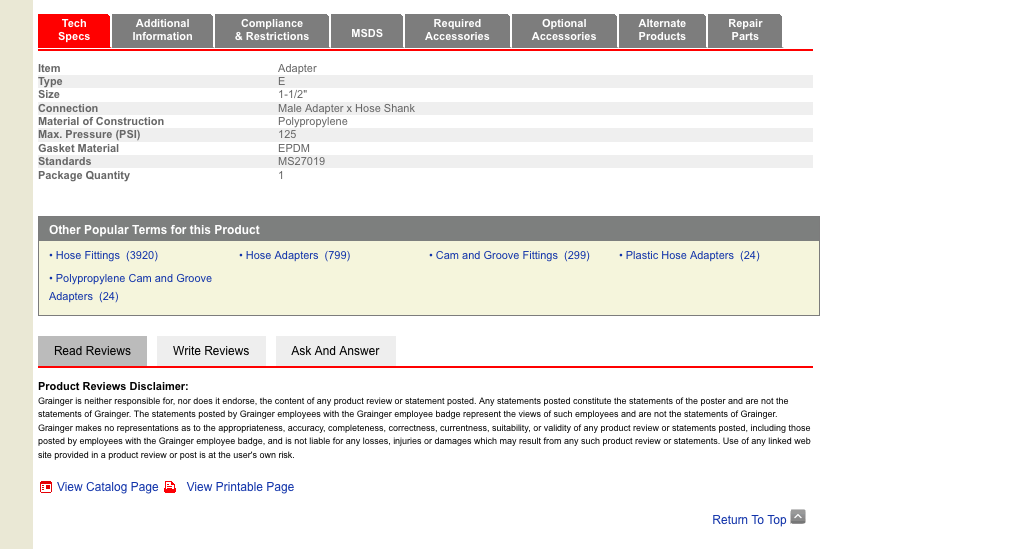 Tech Specs
Additional Information
Compliance & Restrictions
MSDS
Required Accessories
Optional Accessories
Alternate Products
Repair Parts
Item Adapter
Type E
Size 1-1/2"
Connection Male Adapter x Hose Shank
Material of Construction Polypropylene
Max. Pressure (PSI) 125
Gasket Material EPDM
Standards MS27019
Package Quantity 1
Other Popular Terms for this Product
• Hose Fittings (3920) • Hose Adapters (799) • Cam and Groove Fittings (299) • Plastic Hose Adapters (24)
• Polypropylene Cam and Groove
Adapters (24)
Read Reviews Write Reviews Ask And Answer
Product Reviews Disclaimer:
Grainger is neither responsible for, nor does it endorse, the content of any product review or statement posted. Any statements posted constitute the statements of the poster and are not the
statements of Grainger. The statements posted by Grainger employees with the Grainger employee badge represent the views of such employees and are not the statements of Grainger.
Grainger makes no representations as to the appropriateness, accuracy, completeness, correctness, currentness, suitability, or validity of any product review or statements posted, including those
posted by employees with the Grainger employee badge, and is not liable for any losses, injuries or damages which may result from any such product review or statements. Use of any linked web
site provided in a product review or post is at the user's own risk.
View Catalog Page View Printable Page
Return To Top